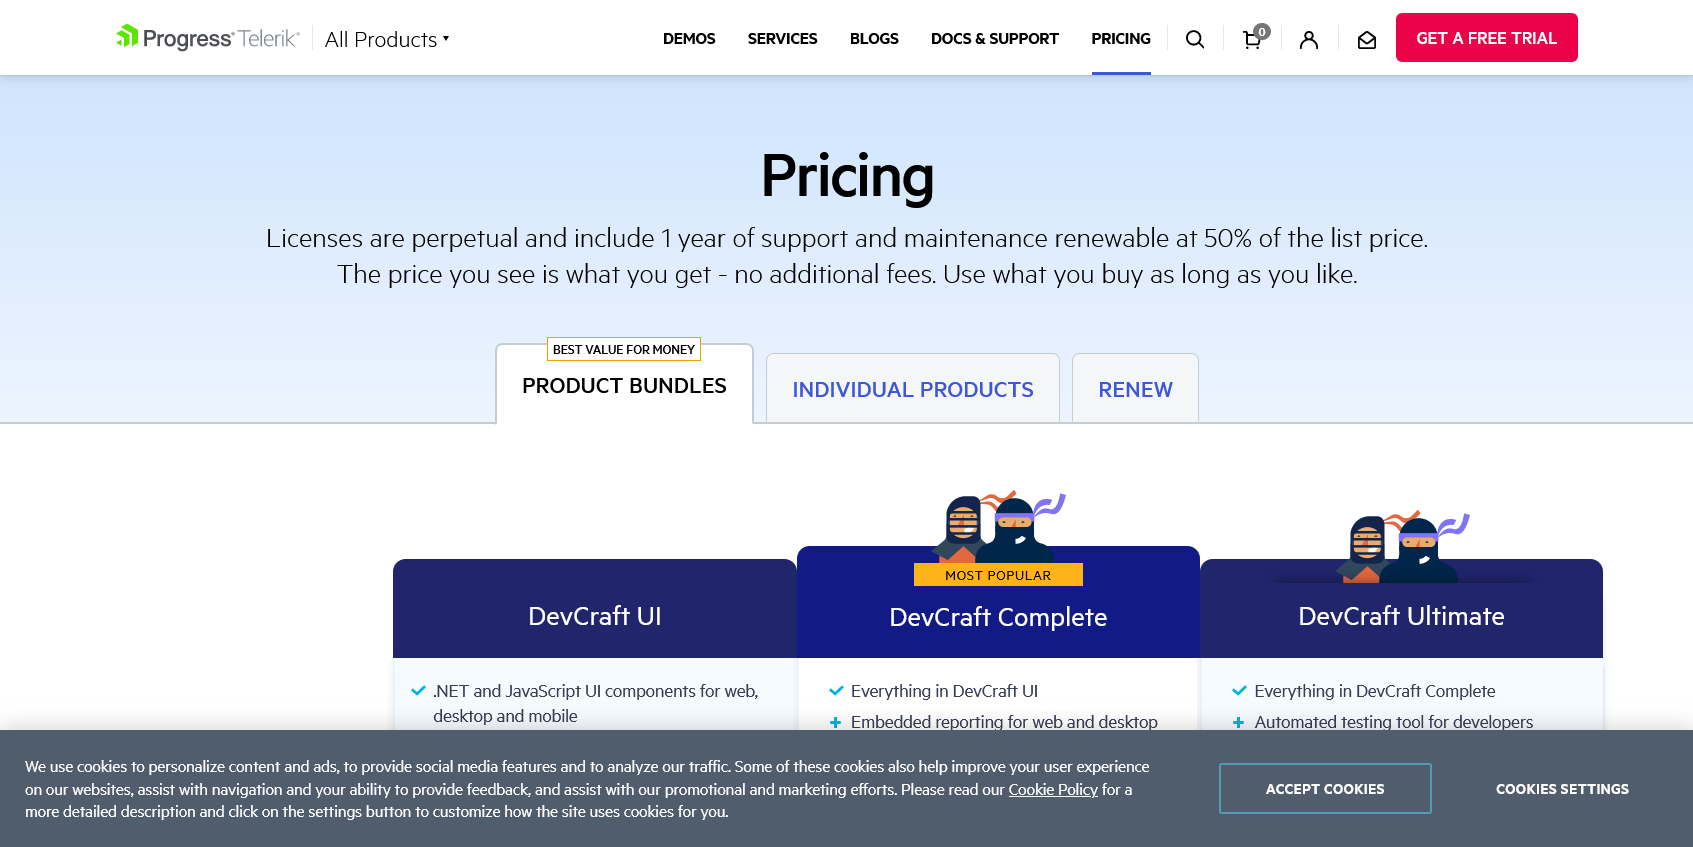 Progress® Telerik®
All Products
DEMOS
SERVICES
BLOGS
DOCS & SUPPORT
PRICING
0
GET A FREE TRIAL
Pricing
Licenses are perpetual and include 1 year of support and maintenance renewable at 50% of the list price.
The price you see is what you get - no additional fees. Use what you buy as long as you like.
BEST VALUE FOR MONEY
PRODUCT BUNDLES
INDIVIDUAL PRODUCTS
RENEW
DevCraft UI
MOST POPULAR
DevCraft Complete
DevCraft Ultimate
.NET and JavaScript UI components for web,
desktop and mobile
Everything in DevCraft UI
Embedded reporting for web and desktop
Everything in DevCraft Complete
Automated testing tool for developers
We use cookies to personalize content and ads, to provide social media features and to analyze our traffic. Some of these cookies also help improve your user experience
on our websites, assist with navigation and your ability to provide feedback, and assist with our promotional and marketing efforts. Please read our Cookie Policy for a
more detailed description and click on the settings button to customize how the site uses cookies for you.
ACCEPT COOKIES
COOKIES SETTINGS